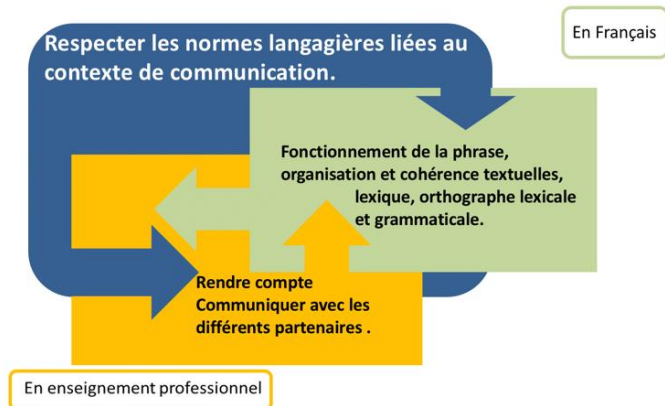 En Français
Respecter les normes langagières liées au
contexte de communication.
Fonctionnement de la phrase,
organisation et cohérence textuelles,
lexique, orthographe lexicale
et grammaticale.
Rendre compte
Communiquer avec les
différents partenaires .
En enseignement professionnel